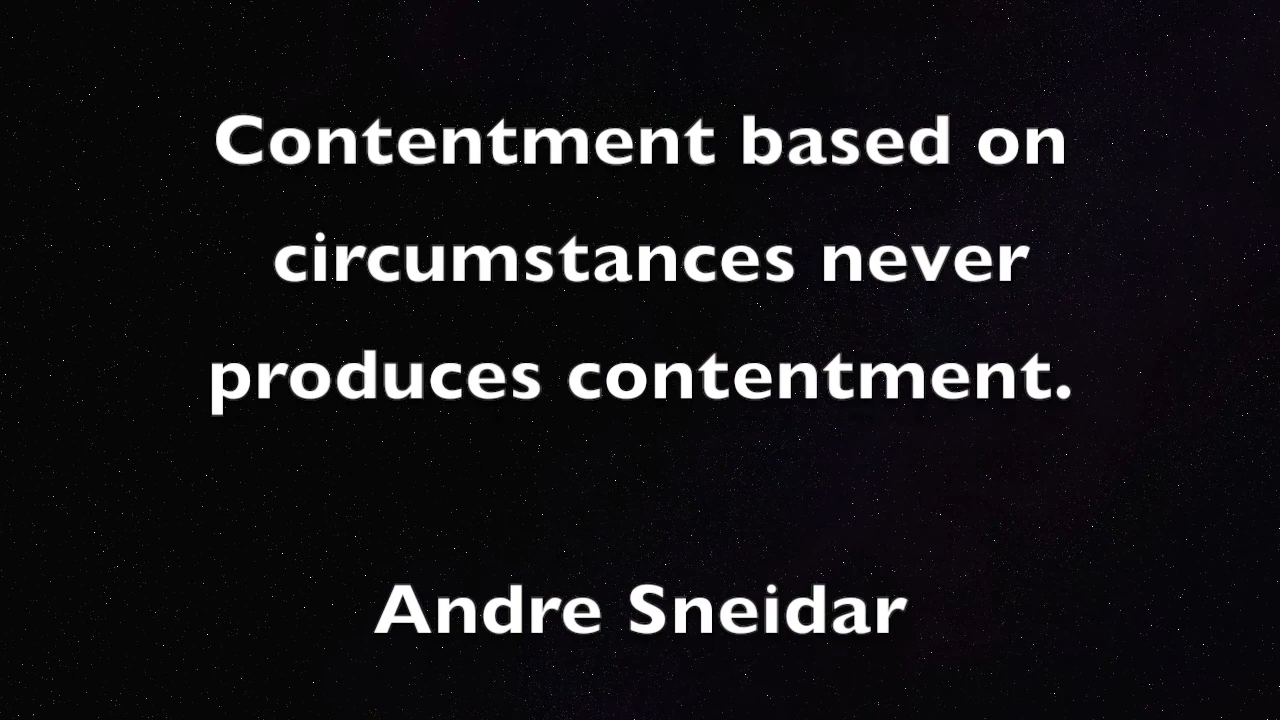 Contentment based on
circumstances never
produces contentment.
Andre Sneidar